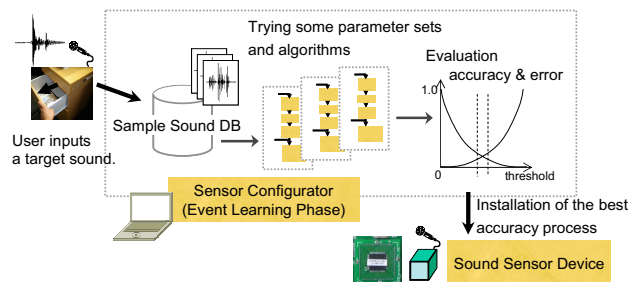 Trying some parameter sets
and algorithms
Evaluation
accuracy & error
1.0
User inputs
a target sound.
Sample Sound DB
0
threshold
Sensor Configurator
(Event Learning Phase)
Installation of the best
accuracy process
Sound Sensor Device